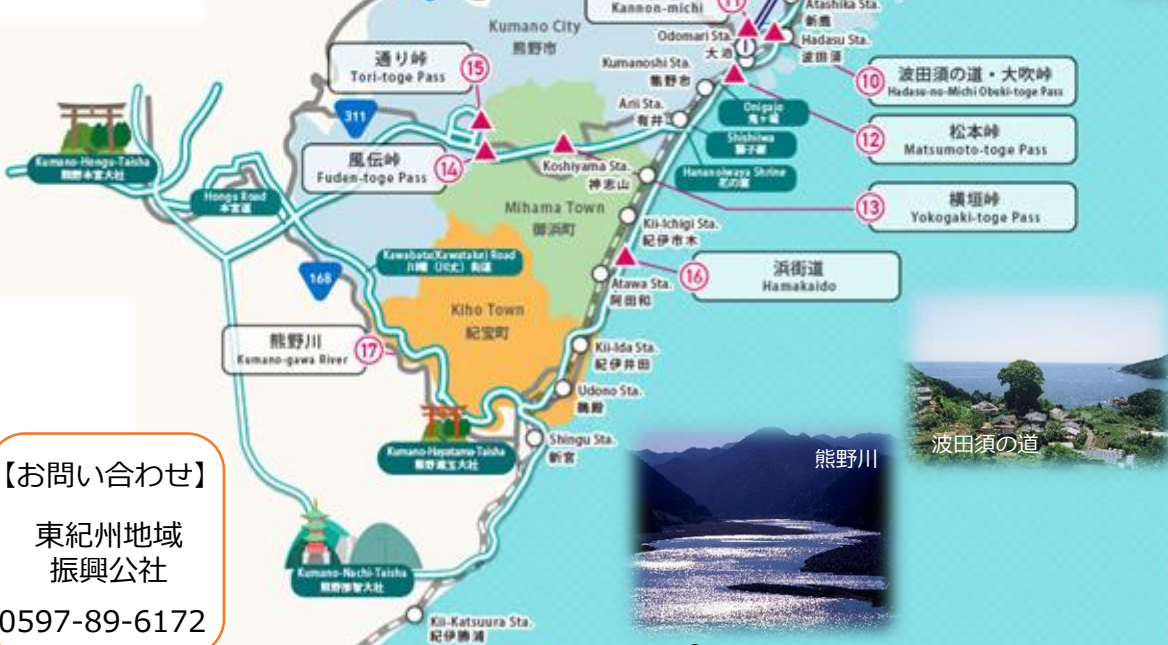 Kannon-michi
Atashika Sta.
新鹿
Kumano City
熊野市
Odomari Sta.
大泊
Hadasu Sta.
波田須
通り峠
Tori-toge Pass
15
Kumanoshi Sta.
熊野市
10
波田須の道・大吹峠
Hadasu-no-Michi Obuki-toge Pass
311
Arii Sta.
有井
Onigajo
鬼ヶ城
Shishiiwa
獅子巌
12
松本峠
Matsumoto-toge Pass
Kumano-Hongu-Taisha
熊野本宮大社
風伝峠
Fuden-toge Pass
14
Koshiyama Sta.
神志山
Hananoiwaya Shrine
花の窟
Hongu Road
本宮道
13
横垣峠
Yokogaki-toge Pass
Mihama Town
御浜町
Kii-Ichigi Sta.
紀伊市木
Kawabata(Kawatake) Road
川端（川丈）街道
168
16
浜街道
Hamakaido
Atawa Sta.
阿田和
Kiho Town
紀宝町
熊野川
Kumano-gawa River
17
Kii-Ida Sta.
紀伊井田
Udono Sta.
鵜殿
Kumano-Hayatama-Taisha
熊野速玉大社
Shingu Sta.
新宮
熊野川
波田須の道
【お問い合わせ】
東紀州地域
振興公社
0597-89-6172
Kumano-Nachi-Taisha
熊野那智大社
Kii-Katsuura Sta.
紀伊勝浦